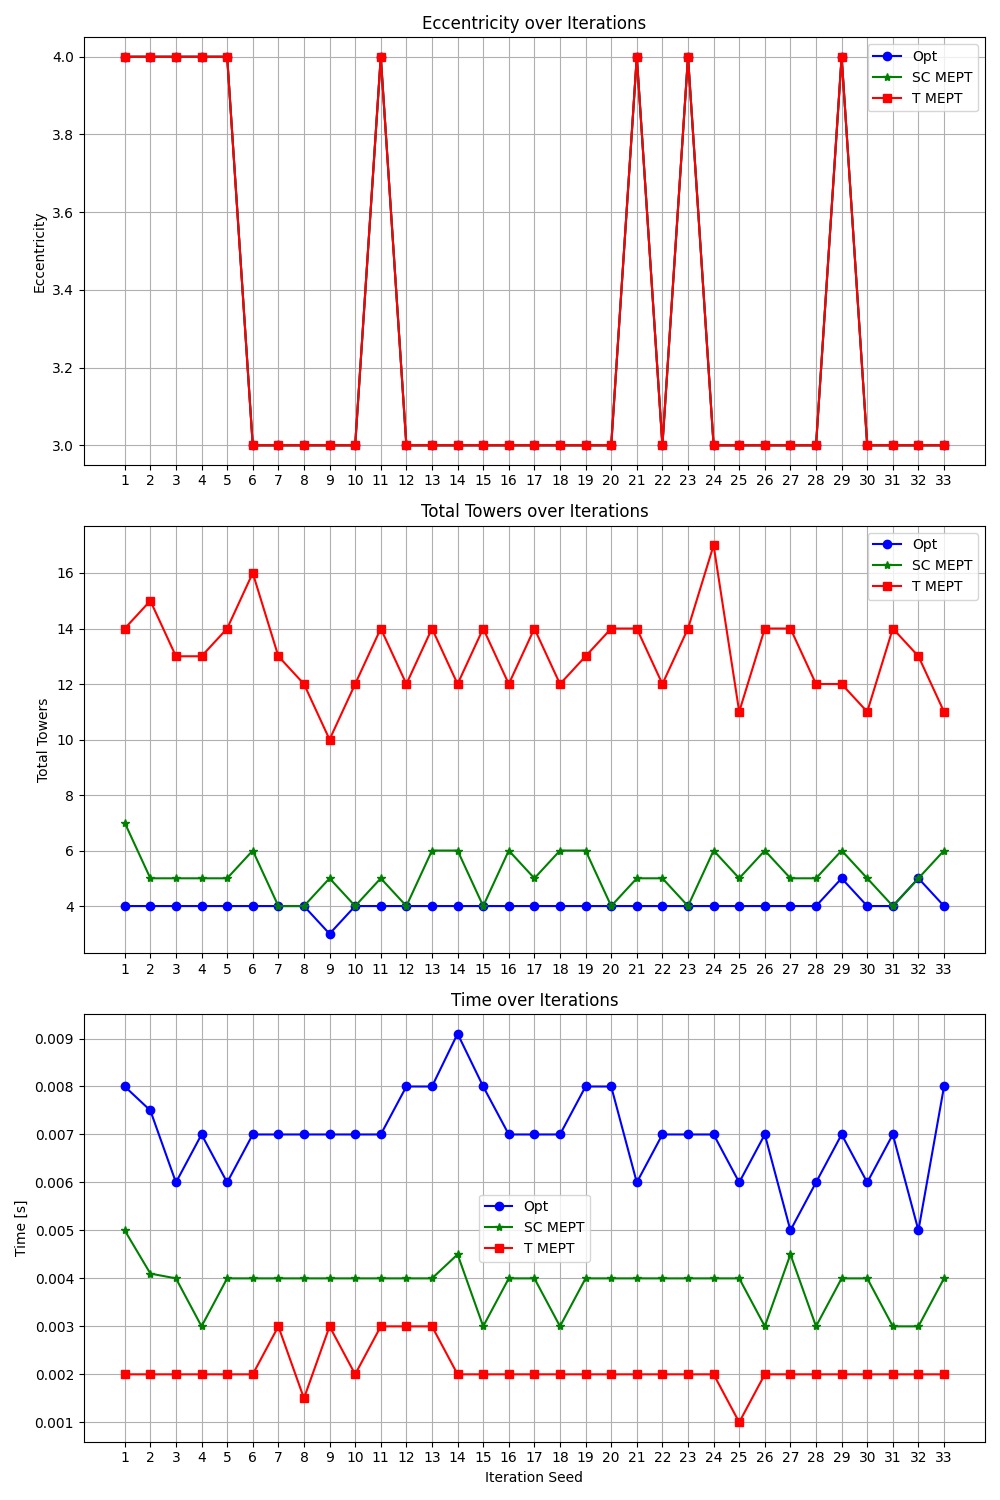 Eccentricity over Iterations
Opt
SC MEPT
T MEPT
4.0
3.8
3.6
3.4
3.2
3.0
Eccentricity
1 2 3 4 5 6 7 8 9 10 11 12 13 14 15 16 17 18 19 20 21 22 23 24 25 26 27 28 29 30 31 32 33
Total Towers over Iterations
Opt
SC MEPT
T MEPT
16
14
12
10
8
6
4
Total Towers
1 2 3 4 5 6 7 8 9 10 11 12 13 14 15 16 17 18 19 20 21 22 23 24 25 26 27 28 29 30 31 32 33
Time over Iterations
0.009
0.008
0.007
0.006
0.005
0.004
0.003
0.002
0.001
Time [s]
Opt
SC MEPT
T MEPT
1 2 3 4 5 6 7 8 9 10 11 12 13 14 15 16 17 18 19 20 21 22 23 24 25 26 27 28 29 30 31 32 33
Iteration Seed